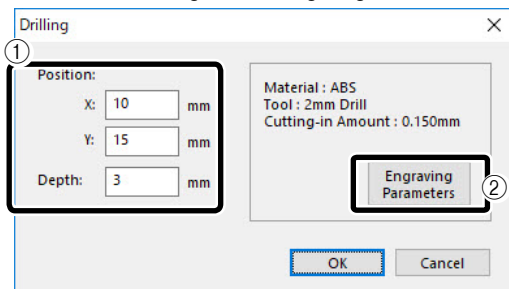 Drilling
①
Position:
X: 10 mm
Y: 15 mm
Depth: 3 mm
Material : ABS
Tool : 2mm Drill
Cutting-in Amount : 0.150mm
Engraving
Parameters
②
OK Cancel